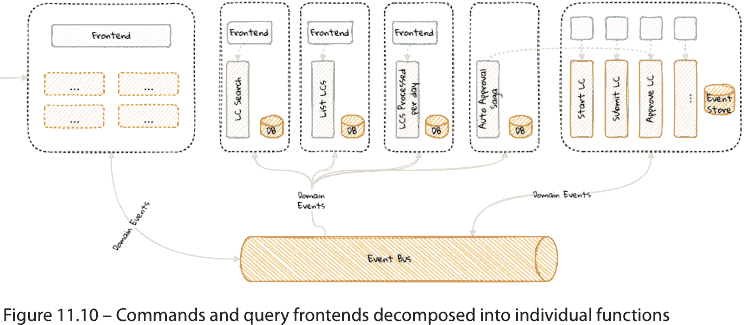 Frontend
...
...
...
...
Frontend
LC Search
DB
Frontend
List LCs
DB
Frontend
LCs Processed
per day
DB
Auto Approval
Saga
DB
Start LC
Submit LC
Approve LC
...
Event
Store
Domain Events
Domain
Events
Domain Events
Event Bus
Figure 11.10 – Commands and query frontends decomposed into individual functions